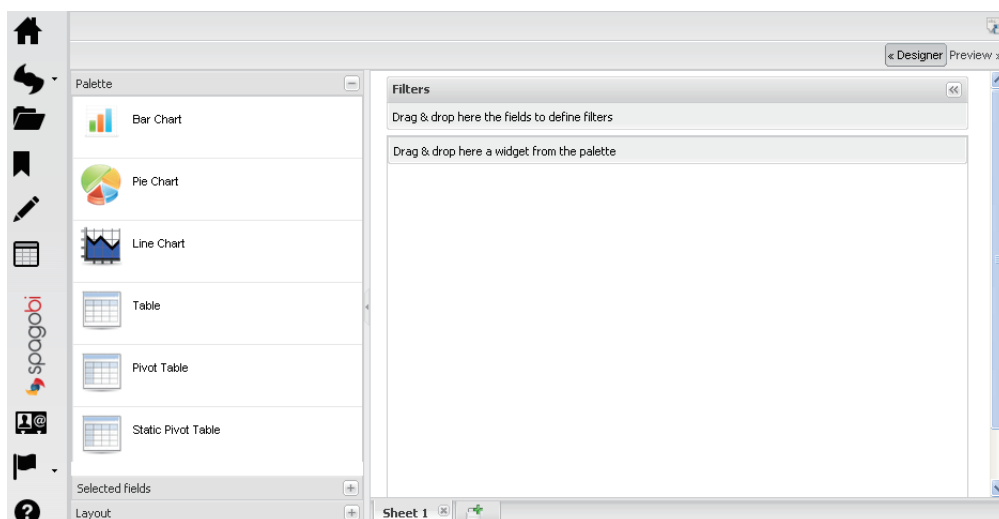 « Designer Preview »
Palette
Bar Chart
Pie Chart
Line Chart
Table
Pivot Table
Static Pivot Table
Selected fields
Layout
Filters
Drag & drop here the fields to define filters
Drag & drop here a widget from the palette
Sheet 1
spagobi